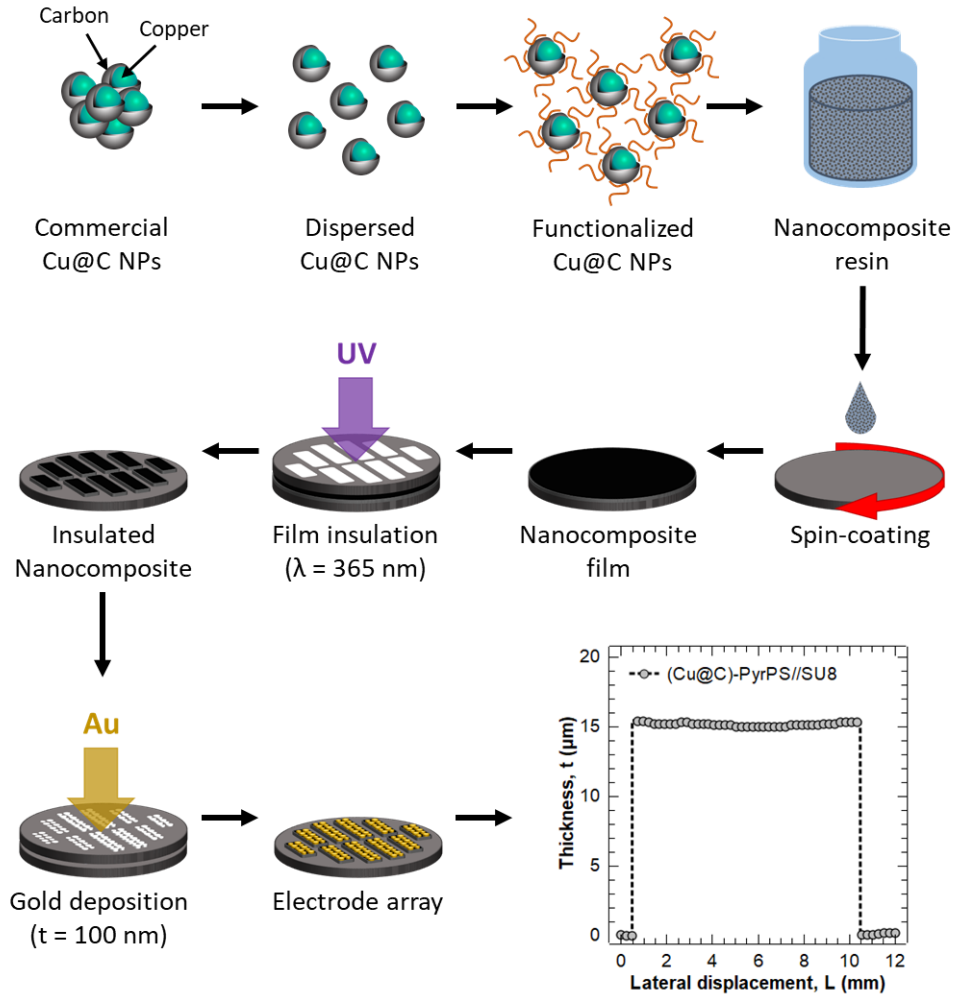 Carbon
Copper
Commercial
Cu@C NPs
Dispersed
Cu@C NPs
Functionalized
Cu@C NPs
Nanocomposite
resin
UV
Insulated
Nanocomposite
Film insulation
(λ = 365 nm)
Nanocomposite
film
Spin-coating
Au
Gold deposition
(t = 100 nm)
Electrode array
(Cu@C)-PyrPS//SU8
Thickness, t (μm)
20
15
10
5
0
0 2 4 6 8 10 12
Lateral displacement, L (mm)